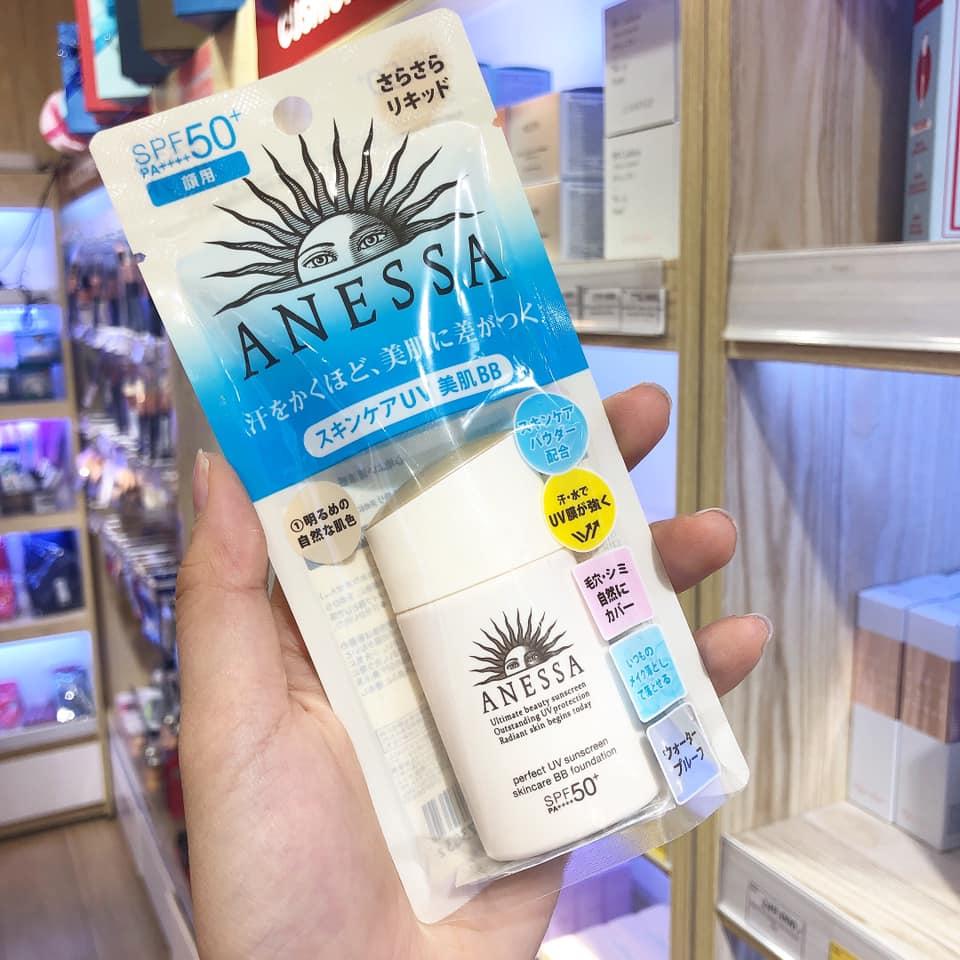 さらさら
リキッド
SPF50+
PA++++
顔用
ANESSA
汗をかくほど、美肌に差がつく。
スキンケアUV 美肌BB
スキンケア
パウダー
配合
①明るめの
自然な肌色
汗・水で
UV膜が強く
毛穴・シミ
自然に
カバー
いつもの
メイク落とし
で落とせる
ウォーター
プルーフ
ANESSA
Ultimate beauty sunscreen
Outstanding UV protection
Radiant skin begins today
perfect UV sunscreen
skincare BB foundation
SPF50+
PA++++